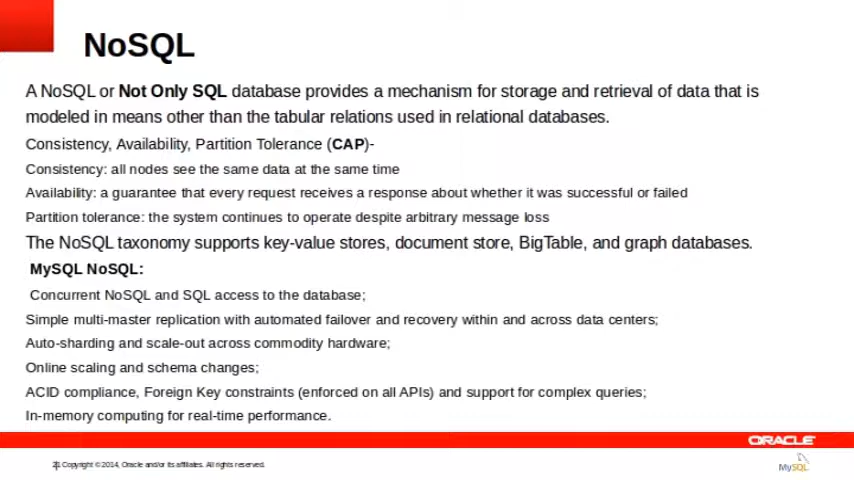 NoSQL
A NoSQL or Not Only SQL database provides a mechanism for storage and retrieval of data that is
modeled in means other than the tabular relations used in relational databases.
Consistency, Availability, Partition Tolerance (CAP)-
Consistency: all nodes see the same data at the same time
Availability: a guarantee that every request receives a response about whether it was successful or failed
Partition tolerance: the system continues to operate despite arbitrary message loss
The NoSQL taxonomy supports key-value stores, document store, BigTable, and graph databases.
MySQL NoSQL:
Concurrent NoSQL and SQL access to the database;
Simple multi-master replication with automated failover and recovery within and across data centers;
Auto-sharding and scale-out across commodity hardware;
Online scaling and schema changes;
ACID compliance, Foreign Key constraints (enforced on all APIs) and support for complex queries;
In-memory computing for real-time performance.
ORACLE
Copyright © 2014, Oracle and/or its affiliates. All rights reserved.
MySQL